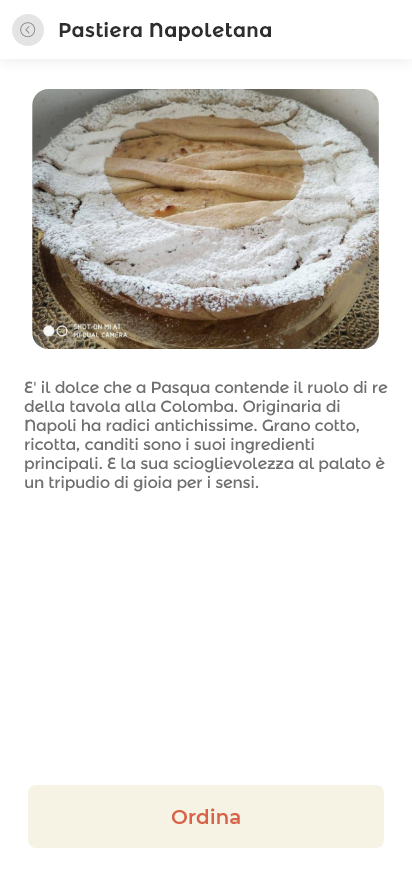 Pastiera Napoletana
SHOT ON MI A1
MI DUAL CAMERA
E' il dolce che a Pasqua contende il ruolo di re
della tavola alla Colomba. Originaria di
Napoli ha radici antichissime. Grano cotto,
ricotta, canditi sono i suoi ingredienti
principali. E la sua scioglievolezza al palato è
un tripudio di gioia per i sensi.
Ordina